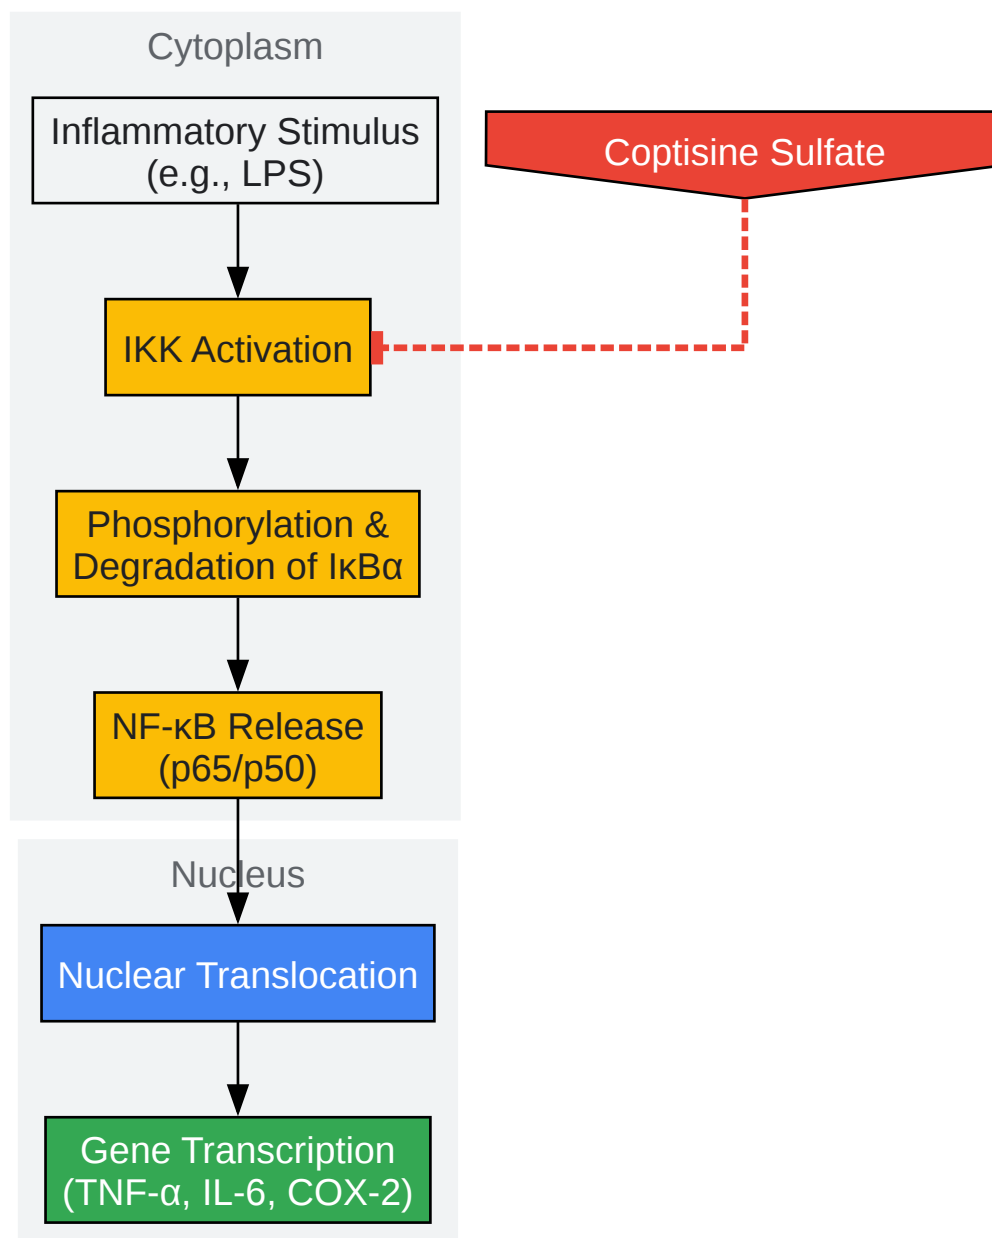 Cytoplasm
Inflammatory Stimulus
(e.g., LPS)
Coptisine Sulfate
IKK Activation
Phosphorylation &
Degradation of IκBα
NF-κB Release
(p65/p50)
Nucleus
Nuclear Translocation
Gene Transcription
(TNF-α, IL-6, COX-2)